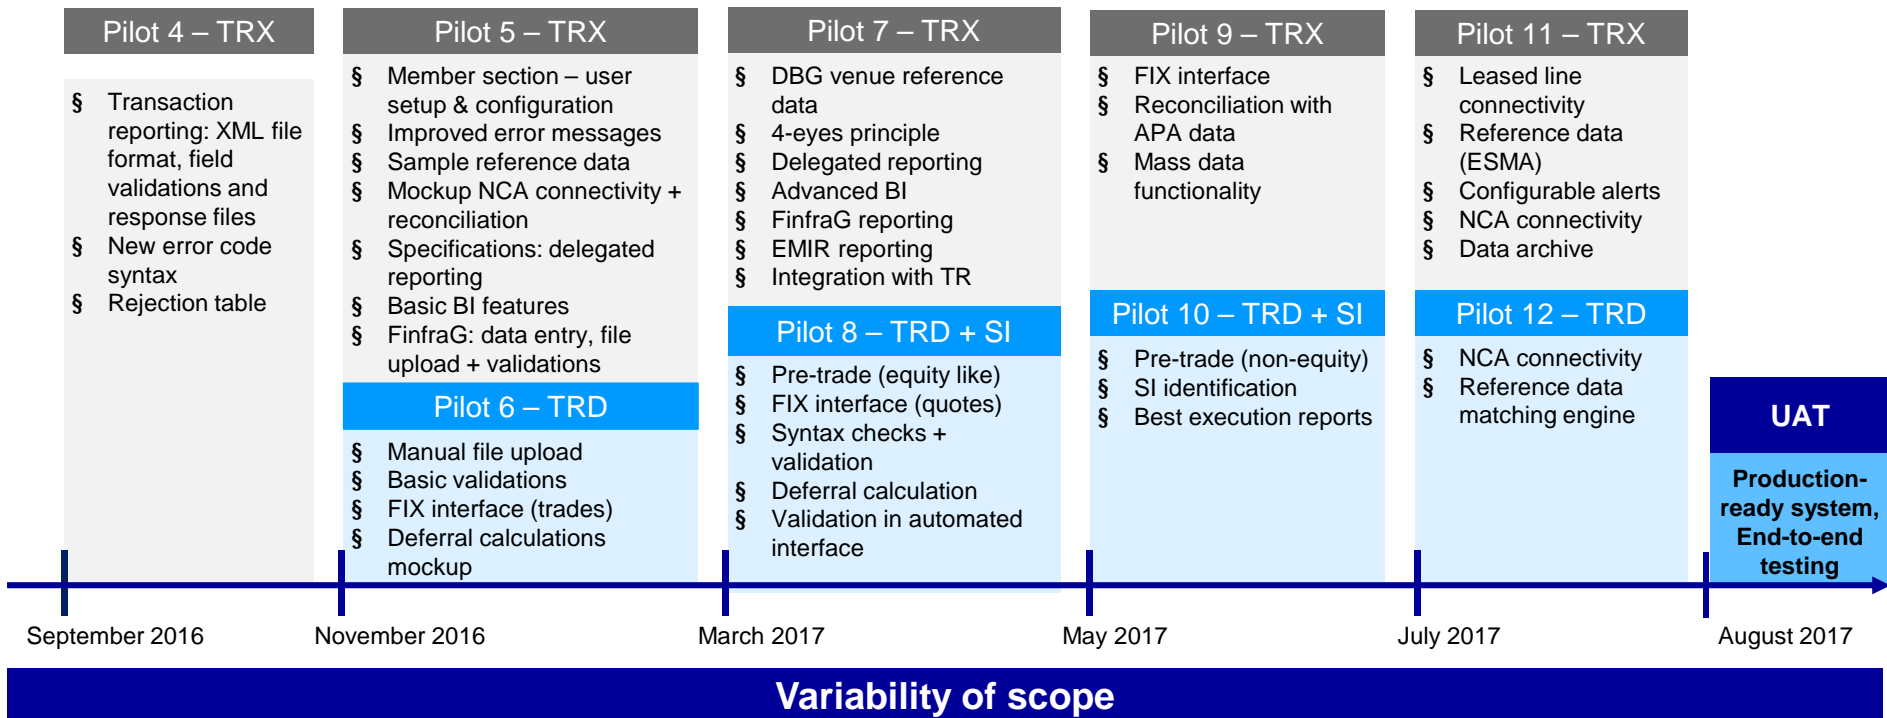 Pilot 4 – TRX
§ Transaction
reporting: XML file
format, field
validations and
response files
§ New error code
syntax
§ Rejection table
Pilot 5 – TRX
§ Member section – user
setup & configuration
§ Improved error messages
§ Sample reference data
§ Mockup NCA connectivity +
reconciliation
§ Specifications: delegated
reporting
§ Basic BI features
§ FinfraG: data entry, file
upload + validations
Pilot 6 – TRD
§ Manual file upload
§ Basic validations
§ FIX interface (trades)
§ Deferral calculations
mockup
Pilot 7 – TRX
§ DBG venue reference
data
§ 4-eyes principle
§ Delegated reporting
§ Advanced BI
§ FinfraG reporting
§ EMIR reporting
§ Integration with TR
Pilot 8 – TRD + SI
§ Pre-trade (equity like)
§ FIX interface (quotes)
§ Syntax checks +
validation
§ Deferral calculation
§ Validation in automated
interface
Pilot 9 – TRX
§ FIX interface
§ Reconciliation with
APA data
§ Mass data
functionality
Pilot 10 – TRD + SI
§ Pre-trade (non-equity)
§ SI identification
§ Best execution reports
Pilot 11 – TRX
§ Leased line
connectivity
§ Reference data
(ESMA)
§ Configurable alerts
§ NCA connectivity
§ Data archive
Pilot 12 – TRD
§ NCA connectivity
§ Reference data
matching engine
UAT
Production-
ready system,
End-to-end
testing
September 2016
November 2016
March 2017
May 2017
July 2017
August 2017
Variability of scope